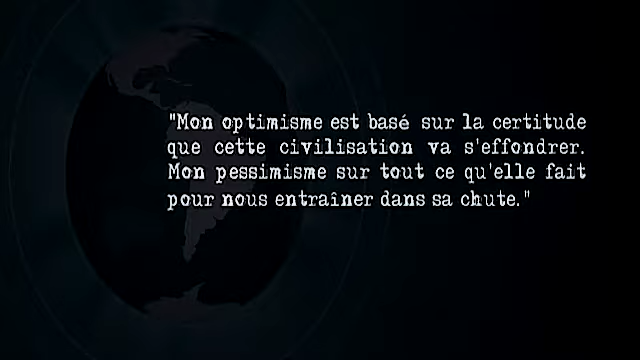 "Mon optimisme est basé sur la certitude
que cette civilisation va s'effondrer.
Mon pessimisme sur tout ce qu'elle fait
pour nous entraîner dans sa chute."